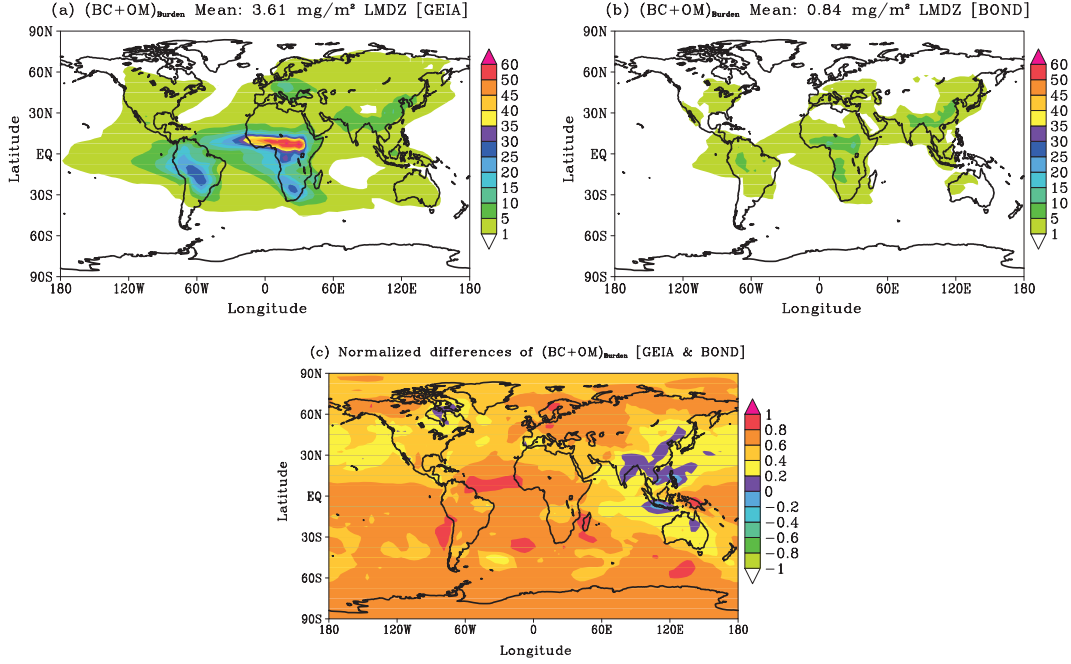 (a) (BC+OM)Burden Mean: 3.61 mg/m² LMDZ [GEIA]
90N
60N
30N
EQ
30S
60S
90S
Latitude
180 120W 60W 0 60E 120E 180
Longitude
60
50
45
40
35
30
25
20
15
10
5
1
(b) (BC+OM)Burden Mean: 0.84 mg/m² LMDZ [BOND]
90N
60N
30N
EQ
30S
60S
90S
Latitude
180 120W 60W 0 60E 120E 180
Longitude
60
50
45
40
35
30
25
20
15
10
5
1
(c) Normalized differences of (BC+OM)Burden [GEIA & BOND]
90N
60N
30N
EQ
30S
60S
90S
Latitude
180 120W 60W 0 60E 120E 180
Longitude
1
0.8
0.6
0.4
0.2
0
−0.2
−0.4
−0.6
−0.8
−1